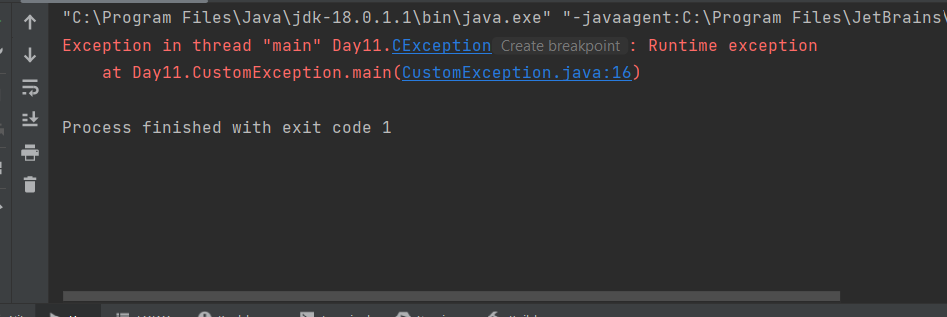 "C:\Program Files\Java\jdk-18.0.1.1\bin\java.exe" "-javaagent:C:\Program Files\JetBrains\
Exception in thread "main" Day11.CException Create breakpoint : Runtime exception
at Day11.CustomException.main(CustomException.java:16)
Process finished with exit code 1